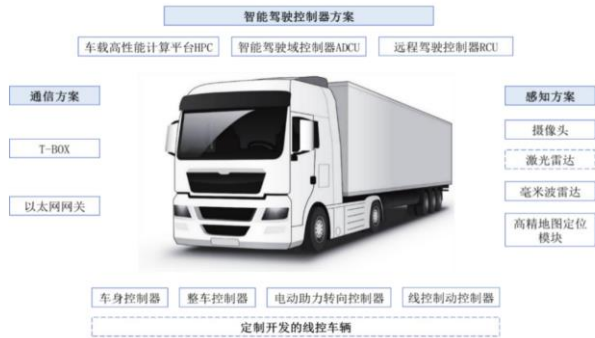 智能驾驶控制器方案
车载高性能计算平台HPC
智能驾驶域控制器ADCU
远程驾驶控制器RCU
通信方案
T-BOX
以太网网关
感知方案
摄像头
激光雷达
毫米波雷达
高精地图定位
模块
车身控制器
整车控制器
电动助力转向控制器
线控制动控制器
定制开发的线控车辆